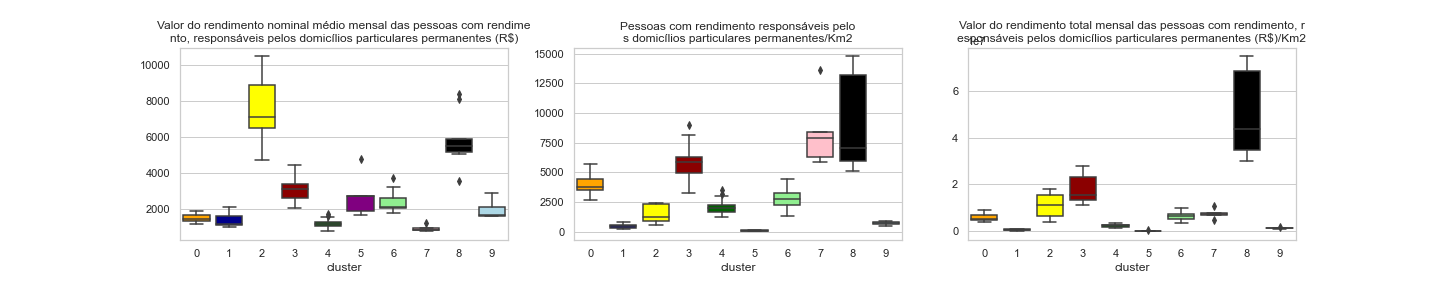 Valor do rendimento nominal médio mensal das pessoas com rendime
nto, responsáveis pelos domicílios particulares permanentes (R$)
10000
8000
6000
4000
2000
0 1 2 3 4 5 6 7 8 9
cluster
Pessoas com rendimento responsáveis pelo
s domicílios particulares permanentes/Km2
15000
12500
10000
7500
5000
2500
0
0 1 2 3 4 5 6 7 8 9
cluster
Valor do rendimento total mensal das pessoas com rendimento, r
esponsáveis pelos domicílios particulares permanentes (R$)/Km2
1e7
6
4
2
0
0 1 2 3 4 5 6 7 8 9
cluster